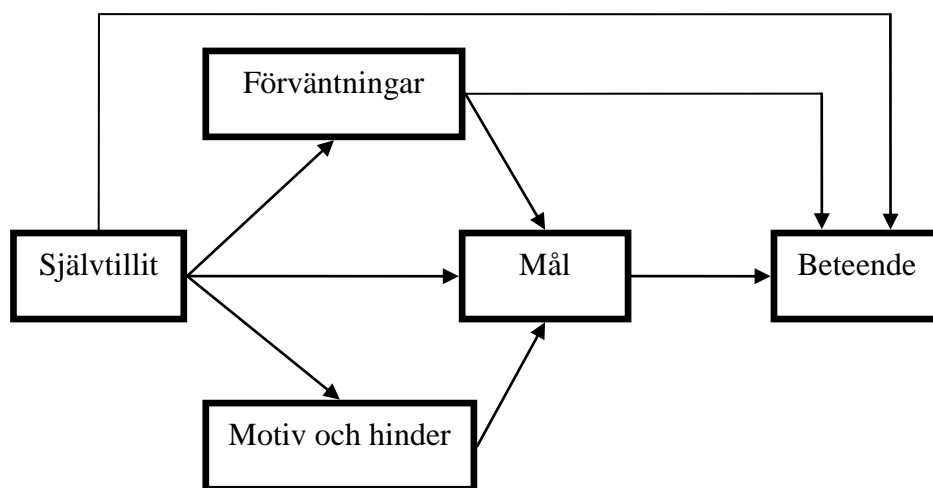 Förväntningar
Självtillit
Mål
Beteende
Motiv och hinder